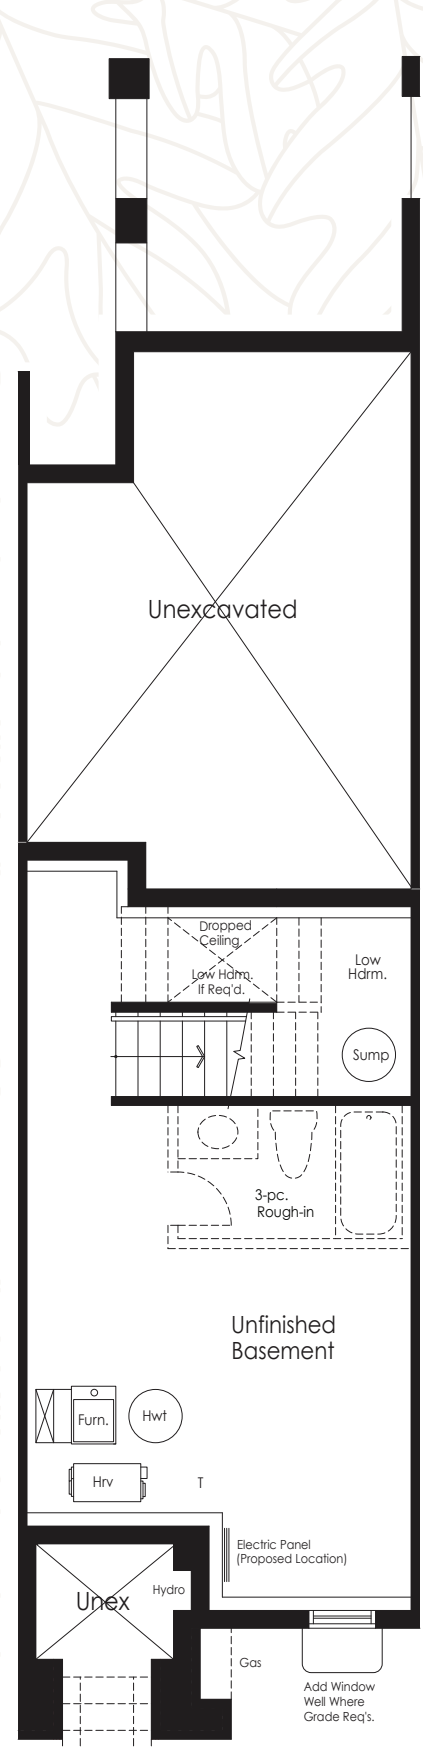 Unexcavated
Dropped
Ceiling
Low Hdrm.
If Req'd.
Low
Hdrm.
Sump
3-pc.
Rough-in
Unfinished
Basement
Furn.
Hwt
Hrv
T
Electric Panel
(Proposed Location)
Hydro
Unex
Gas
Add Window
Well Where
Grade Req's.